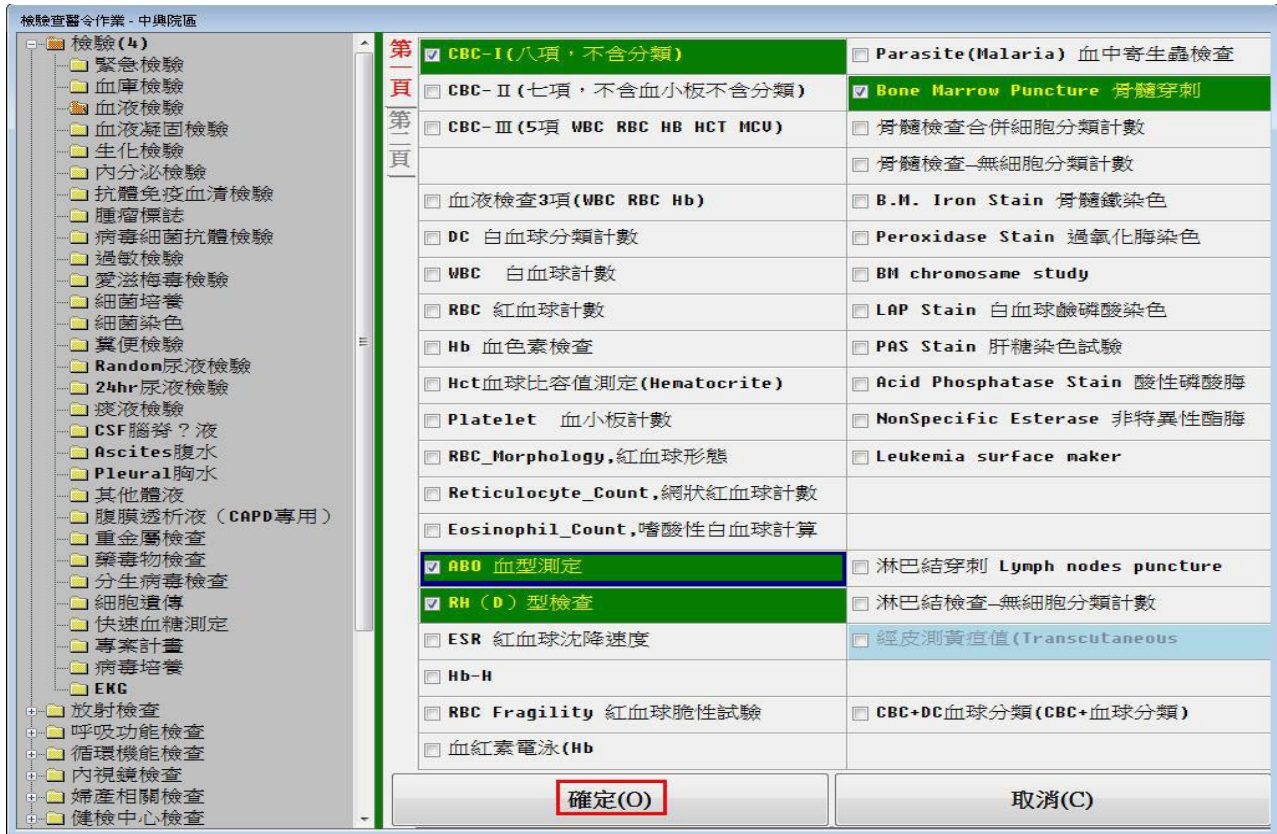 檢驗查醫令作業 - 中興院區
檢驗(4)
緊急檢驗
血庫檢驗
血液檢驗
血液凝固檢驗
生化檢驗
內分泌檢驗
抗體免疫血清檢驗
腫瘤標誌
病毒細菌抗體檢驗
過敏檢驗
愛滋梅毒檢驗
細菌培養
細菌染色
糞便檢驗
Random尿液檢驗
24hr尿液檢驗
痰液檢驗
CSF腦脊？液
Ascites腹水
Pleural胸水
其他體液
腹膜透析液（CAPD專用）
重金屬檢查
藥毒物檢查
分生病毒檢查
細胞遺傳
快速血糖測定
專案計畫
病毒培養
EKG
放射檢查
呼吸功能檢查
循環機能檢查
內視鏡檢查
婦產相關檢查
健檢中心檢查
第一頁
第二頁
CBC-I(八項，不含分類)
CBC-Ⅱ(七項，不含血小板不含分類)
CBC-Ⅲ(5項 WBC RBC HB HCT MCV)
血液檢查3項(WBC RBC Hb)
DC 白血球分類計數
WBC 白血球計數
RBC 紅血球計數
Hb 血色素檢查
Hct血球比容值測定(Hematocrite)
Platelet 血小板計數
RBC_Morphology,紅血球形態
Reticulocyte_Count,網狀紅血球計數
Eosinophil_Count,嗜酸性白血球計算
ABO 血型測定
RH（D）型檢查
ESR 紅血球沈降速度
Hb-H
RBC Fragility 紅血球脆性試驗
血紅素電泳(Hb
Parasite(Malaria) 血中寄生蟲檢查
Bone Marrow Puncture 骨髓穿刺
骨髓檢查合併細胞分類計數
骨髓檢查–無細胞分類計數
B.M. Iron Stain 骨髓鐵染色
Peroxidase Stain 過氧化脢染色
BM chromosame study
LAP Stain 白血球鹼磷酸染色
PAS Stain 肝糖染色試驗
Acid Phosphatase Stain 酸性磷酸脢
NonSpecific Esterase 非特異性酯脢
Leukemia surface maker
淋巴結穿刺 Lymph nodes puncture
淋巴結檢查–無細胞分類計數
經皮測黃疸值(Transcutaneous
CBC+DC血球分類(CBC+血球分類)
確定(O)
取消(C)